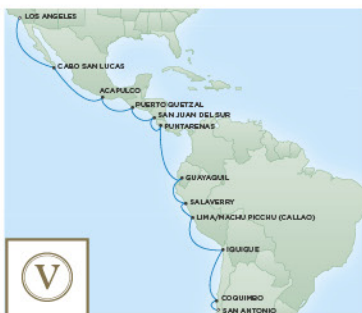 LOS ANGELES
CABO SAN LUCAS
ACAPULCO
PUERTO QUETZAL
SAN JUAN DEL SUR
PUNTARENAS
GUAYAQUIL
SALAVERRY
LIMA/MACHU PICCHU (CALLAO)
IQUIQUE
COQUIMBO
SAN ANTONIO
V